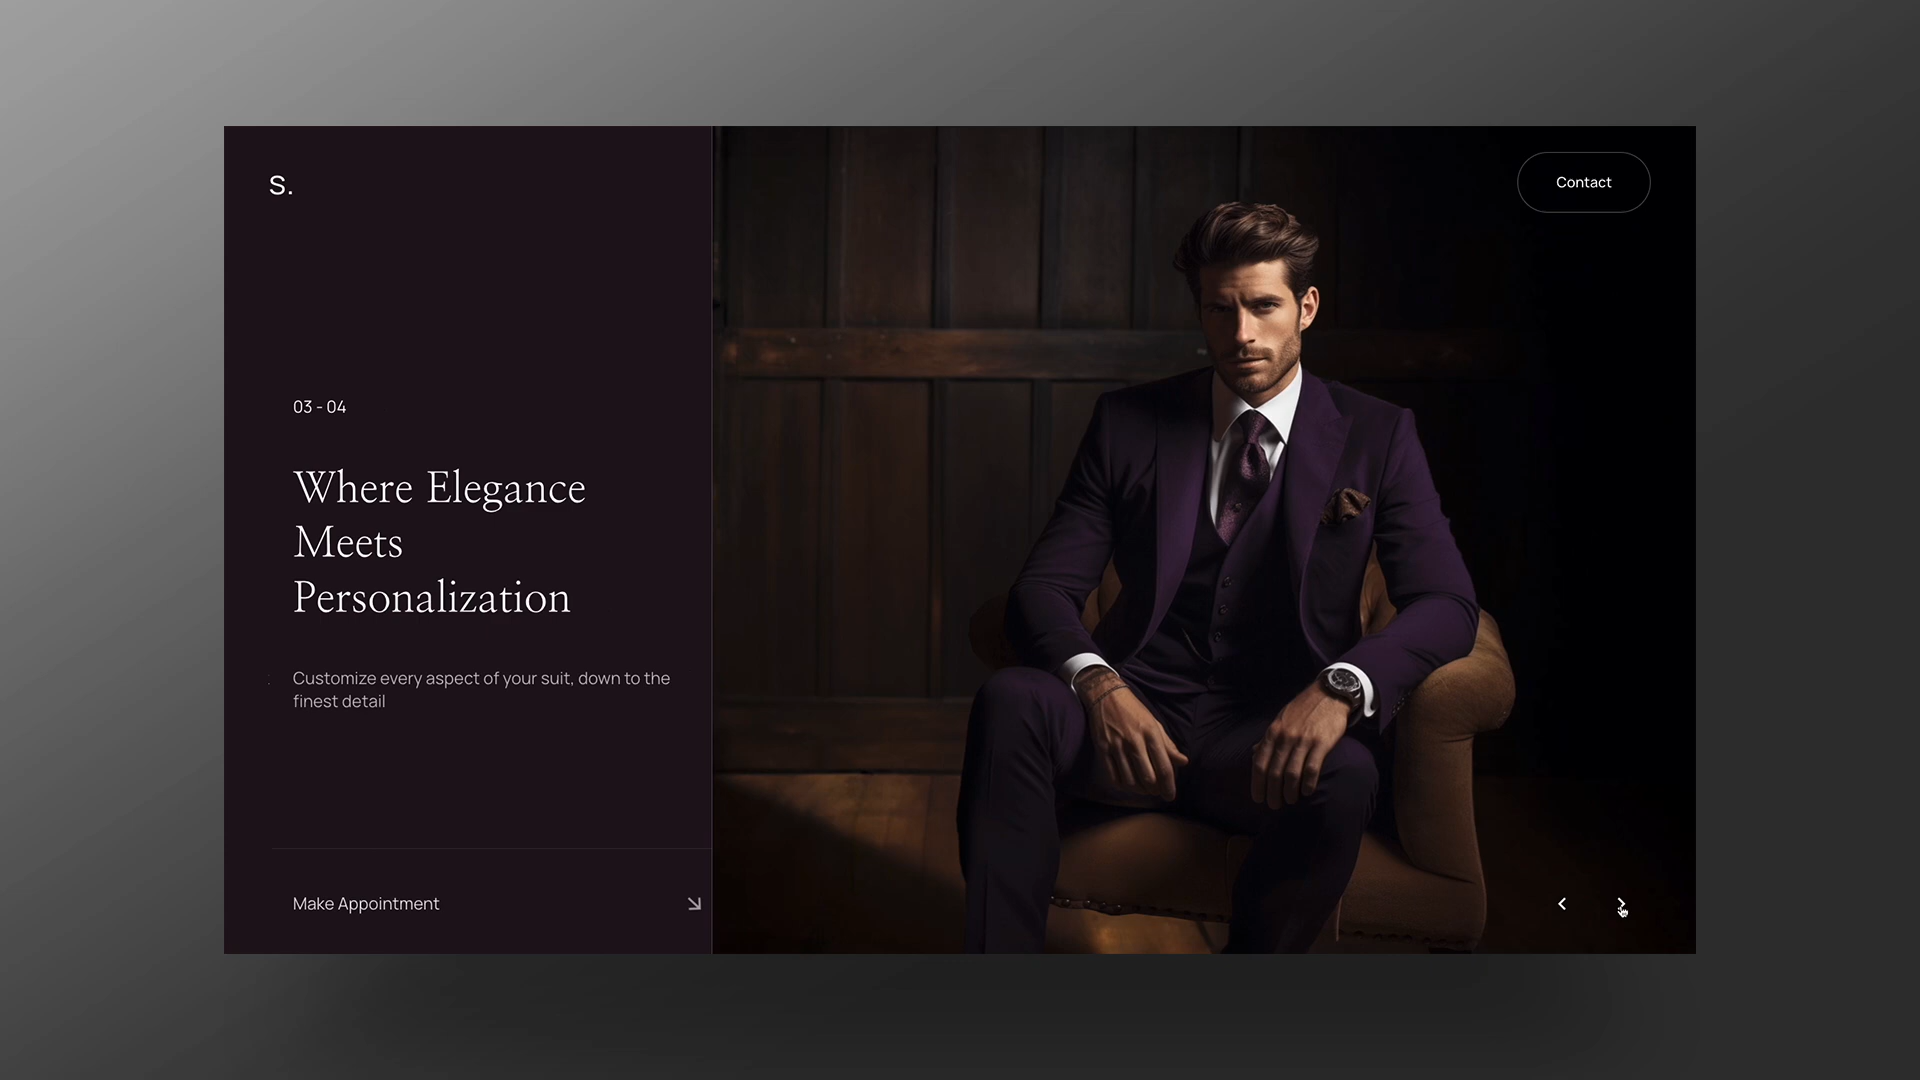 S.
Contact
03 - 04
Where Elegance
Meets
Personalization
Customize every aspect of your suit, down to the
finest detail
Make Appointment